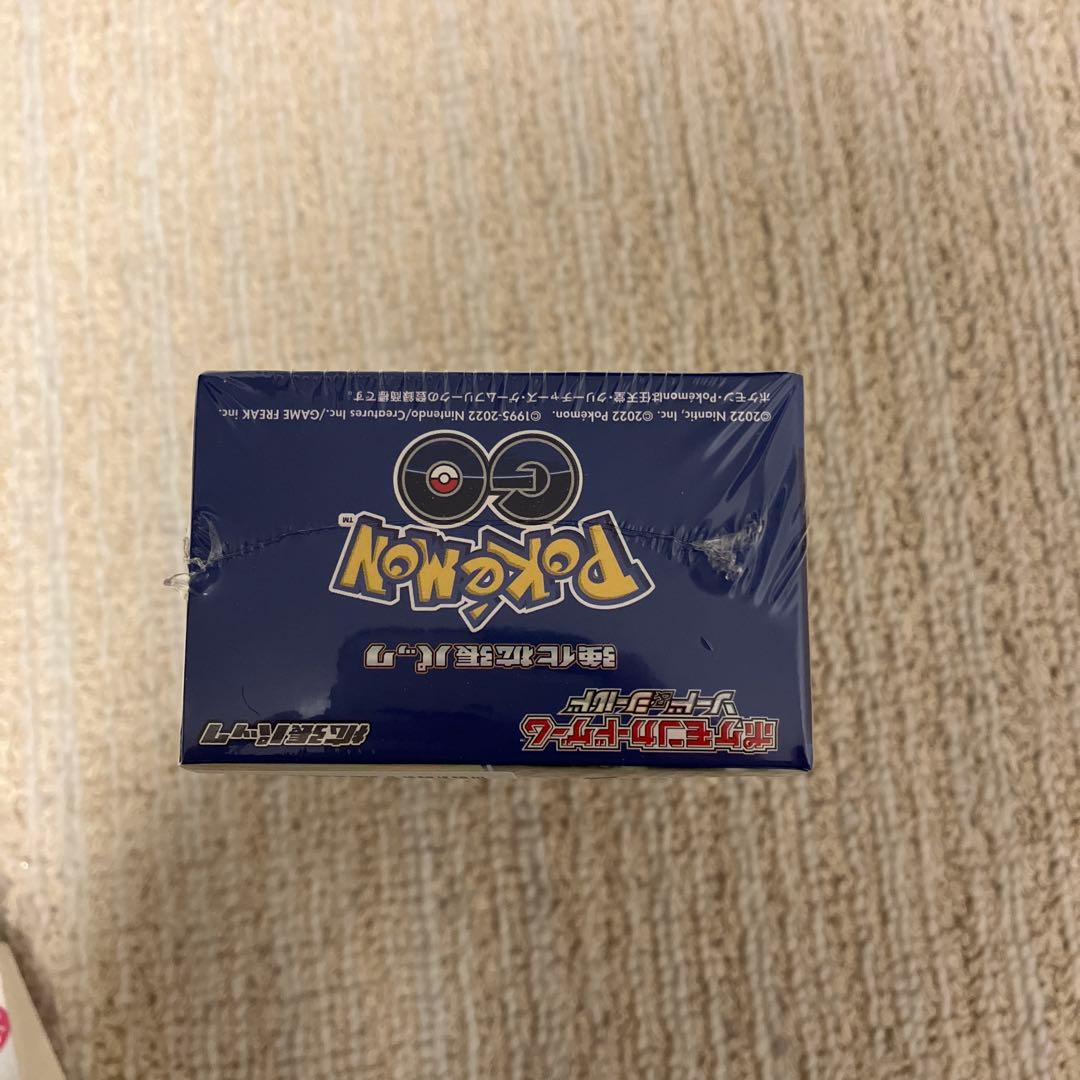 ポケモンカードゲーム 拡張パック
ソード&シールド
強化拡張パック
POKéMON™
GO
©2022 Niantic, Inc. ©2022 Pokémon. ©1995-2022 Nintendo/Creatures Inc./GAME FREAK inc.
ポケモン・Pokémonは任天堂・クリーチャーズ・ゲームフリークの登録商標です。